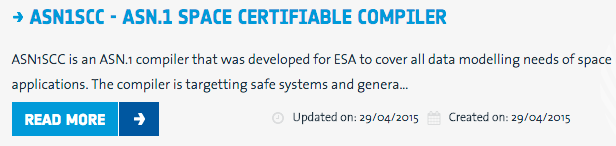 → ASN1SCC - ASN.1 SPACE CERTIFIABLE COMPILER
ASN1SCC is an ASN.1 compiler that was developed for ESA to cover all data modelling needs of space
applications. The compiler is targetting safe systems and genera...
READ MORE → Updated on: 29/04/2015 Created on: 29/04/2015